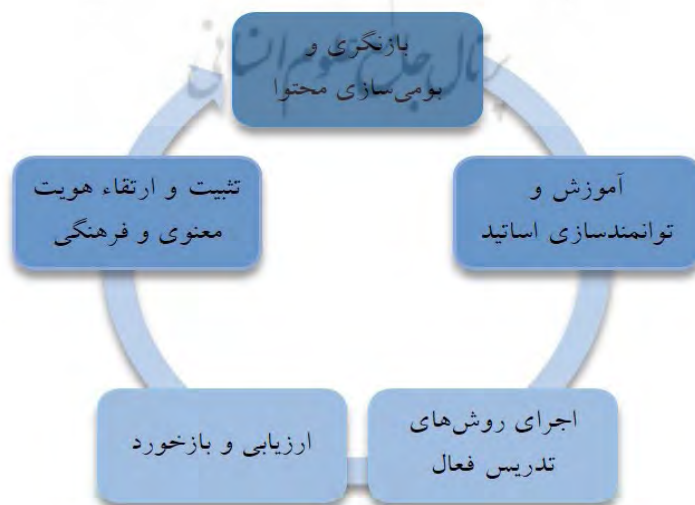 بازنگری و
بومی‌سازی محتوا
آموزش و
توانمندسازی اساتید
اجرای روش‌های
تدریس فعال
ارزیابی و بازخورد
تثبیت و ارتقاء هویت
معنوی و فرهنگی